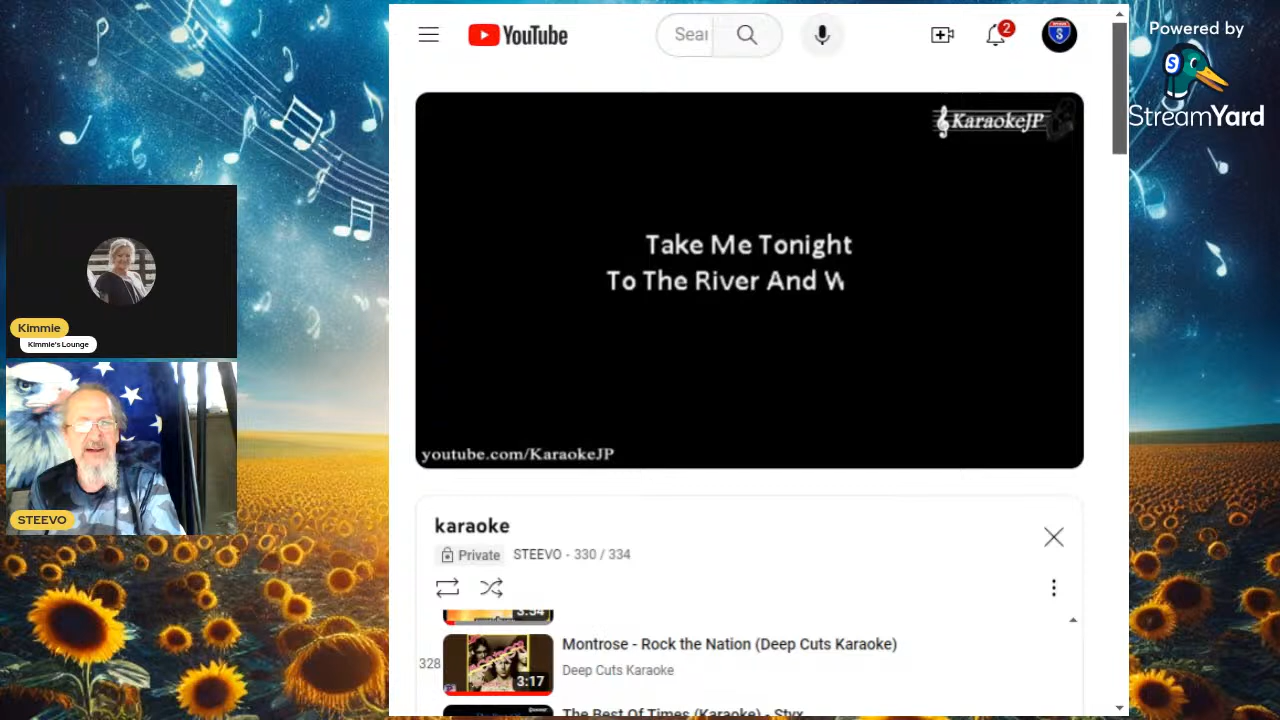 YouTube
Sear
2
Powered by
S
StreamYard
KaraokeJP
Take Me Tonight
To The River And W
youtube.com/KaraokeJP
Kimmie
Kimmie's Lounge
STEEVO
karaoke
Private STEEVO - 330 / 334
3:54
328
3:17
Montrose - Rock the Nation (Deep Cuts Karaoke)
Deep Cuts Karaoke
The Best Of Times (Karaoke) - Styx